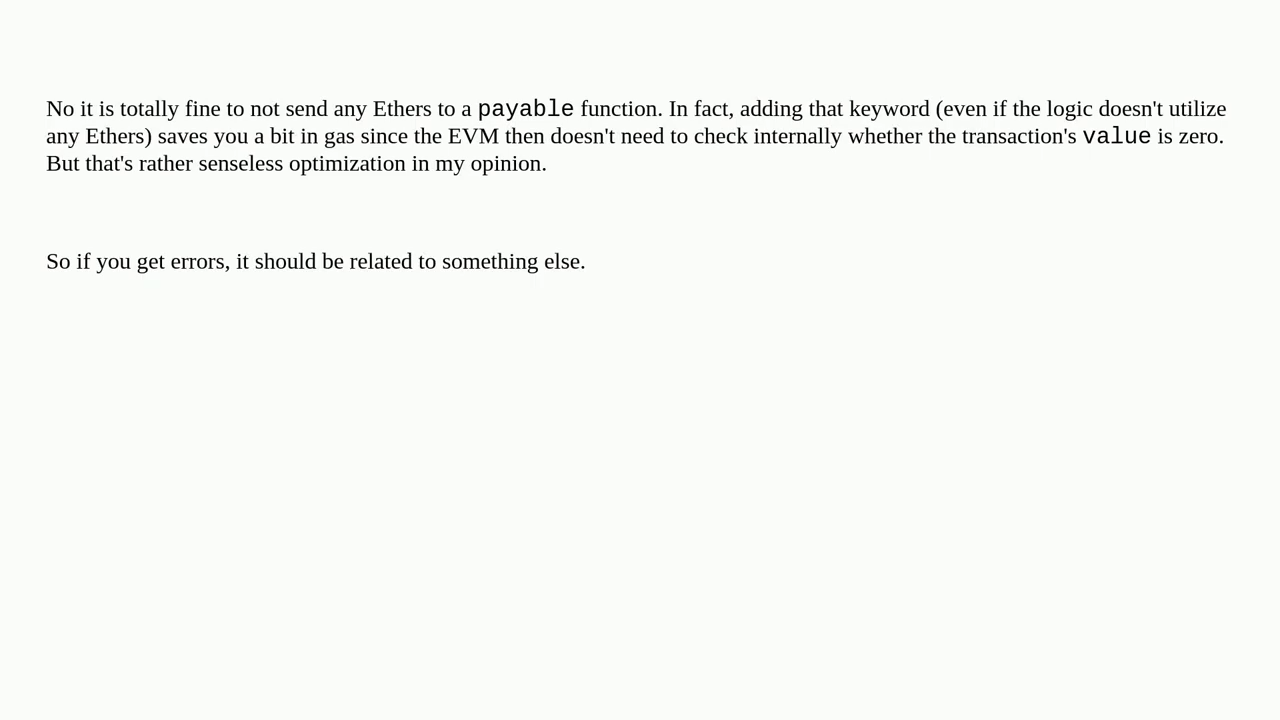 No it is totally fine to not send any Ethers to a payable function. In fact, adding that keyword (even if the logic doesn't utilize
any Ethers) saves you a bit in gas since the EVM then doesn't need to check internally whether the transaction's value is zero.
But that's rather senseless optimization in my opinion.
So if you get errors, it should be related to something else.